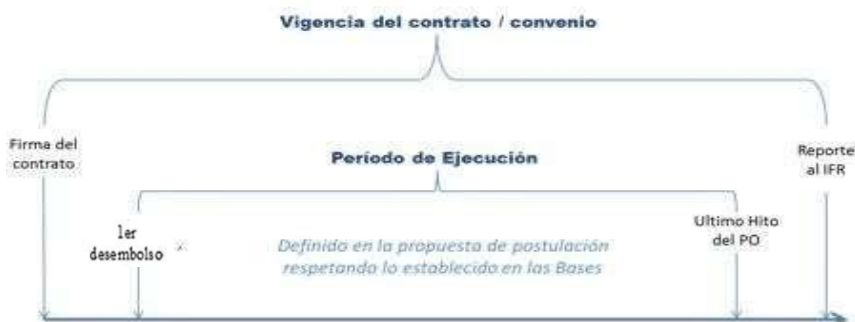 Vigencia del contrato / convenio
Firma del
contrato
Período de Ejecución
Reporte
al IFR
1er
desembolso
Definido en la propuesta de postulación
respetando lo establecido en las Bases
Ultimo Hito
del PO